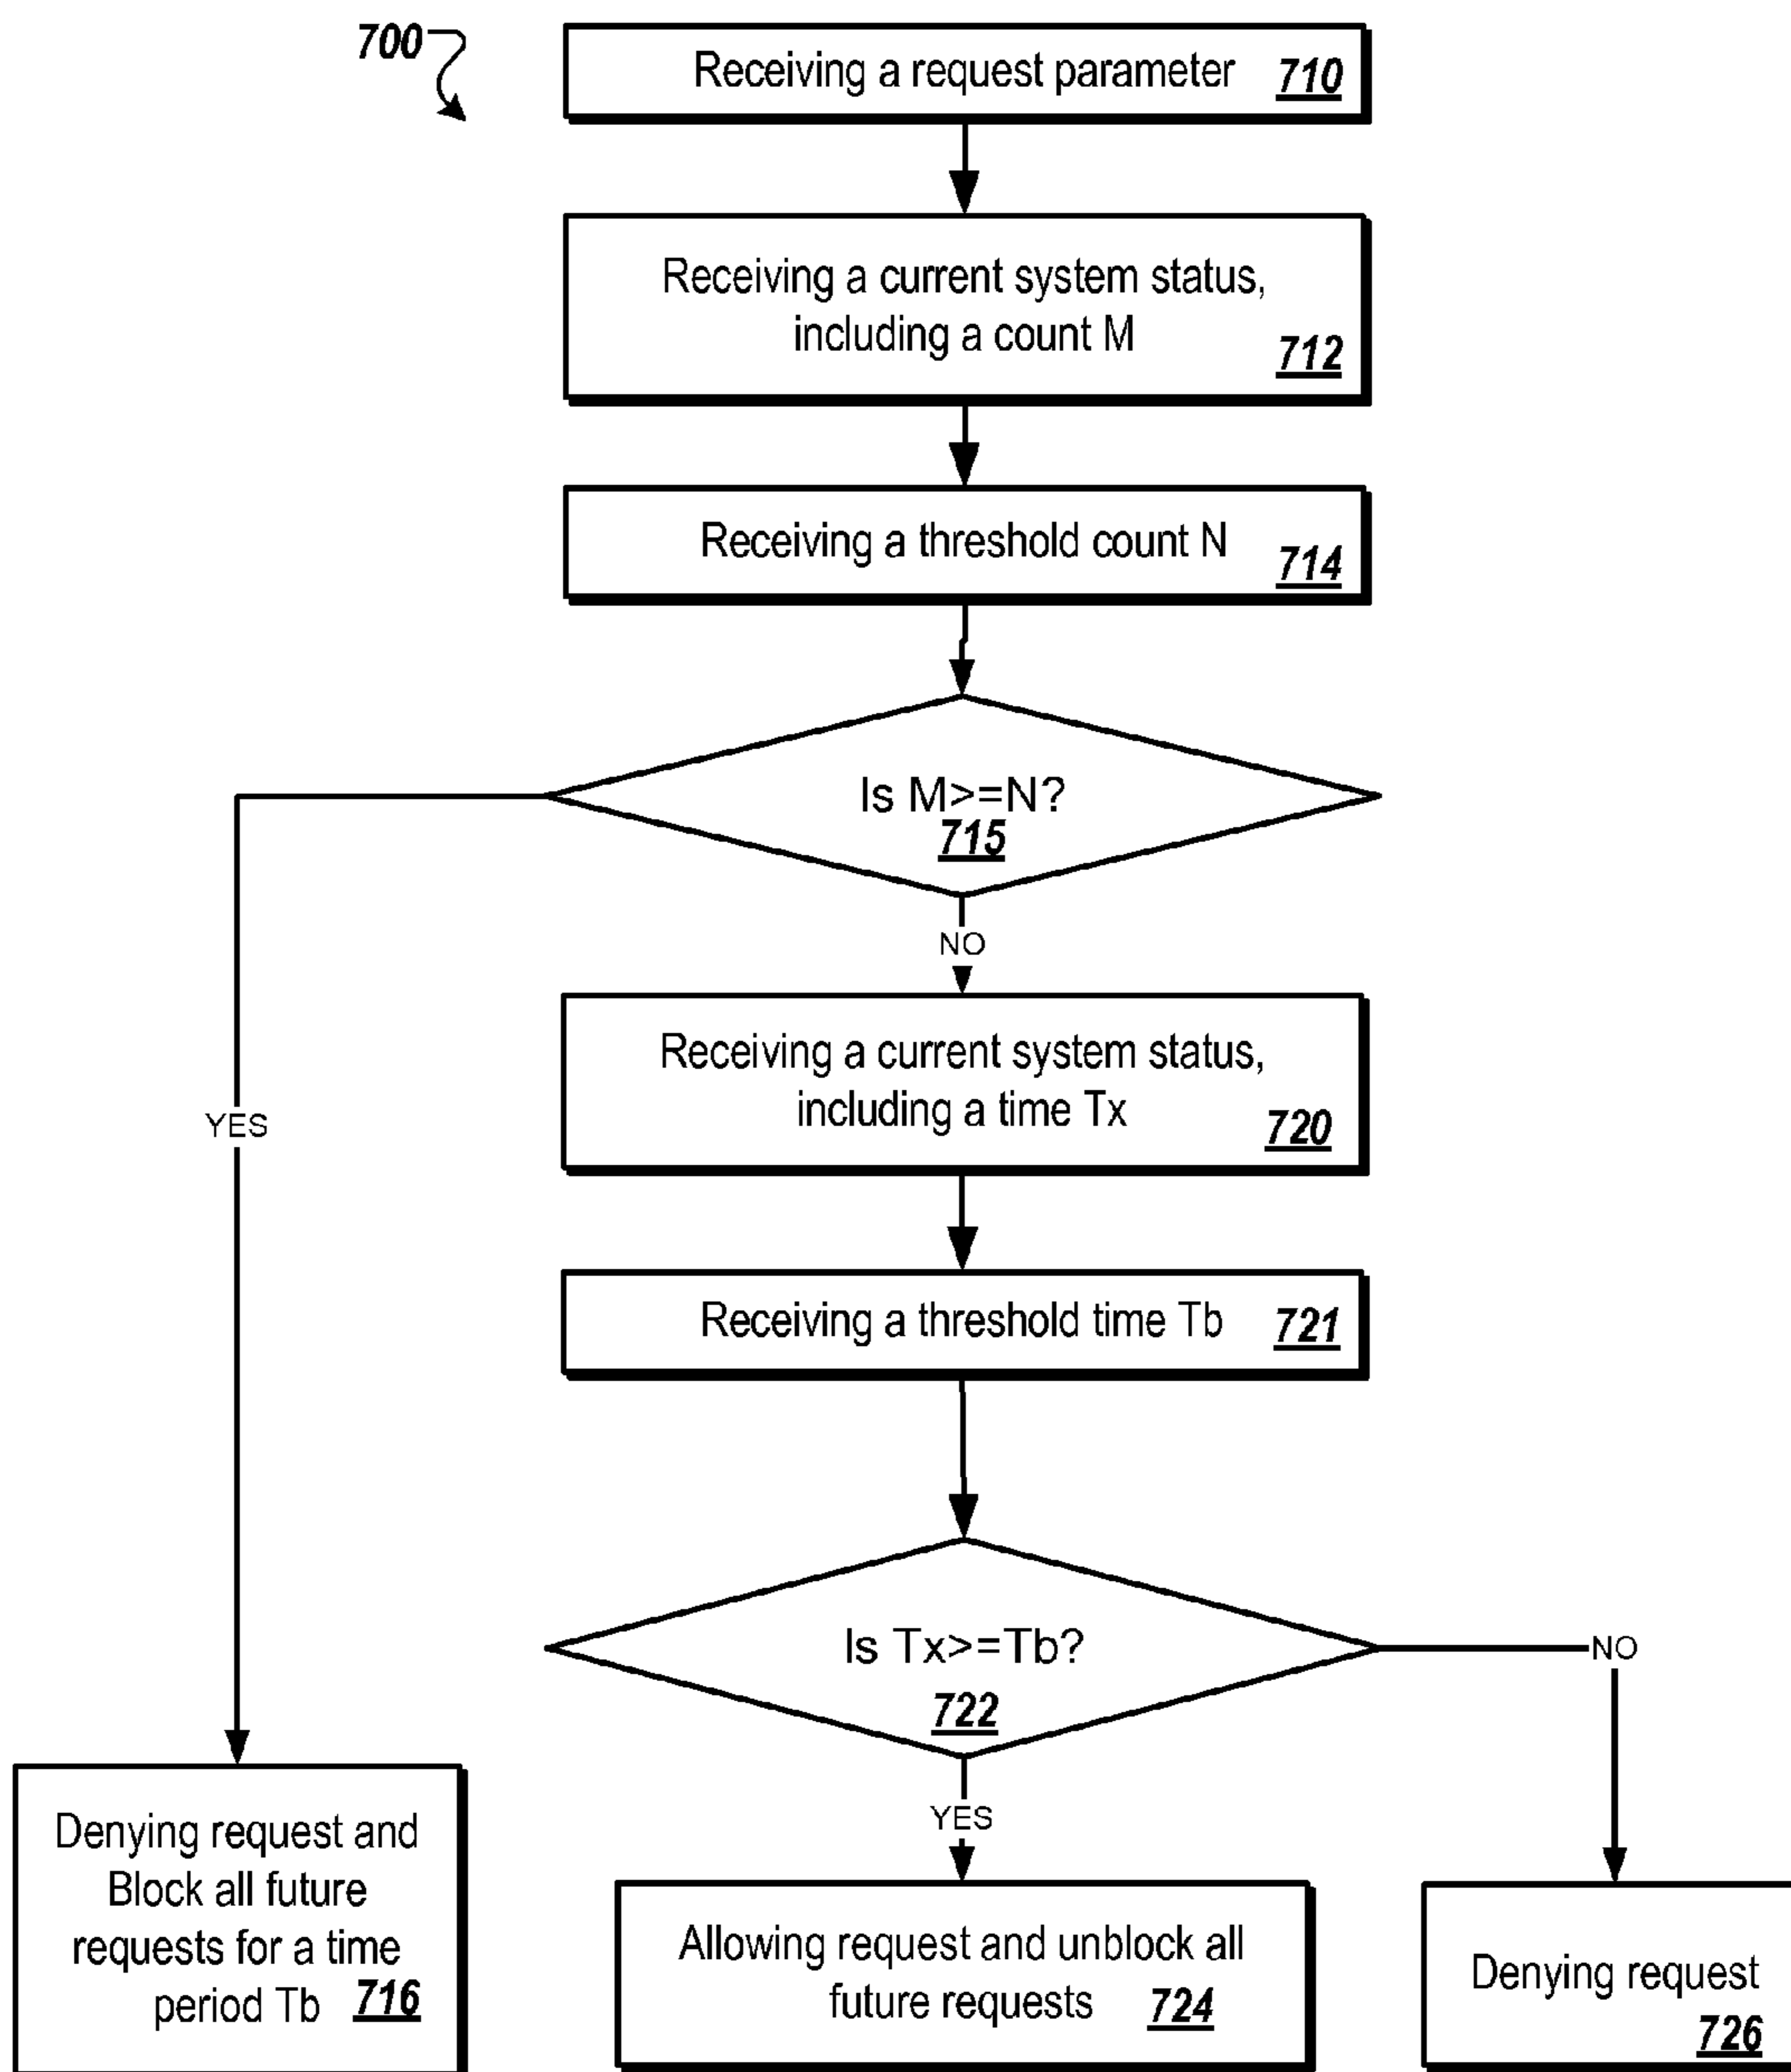 700
Receiving a request parameter 710
Receiving a current system status,
including a count M
712
Receiving a threshold count N
714
Is M>=N?
715
NO
YES
Receiving a current system status,
including a time Tx
720
Receiving a threshold time Tb 721
Is Tx>=Tb?
722
NO
YES
Denying request and
Block all future
requests for a time
period Tb 716
Allowing request and unblock all
future requests 724
Denying request
726